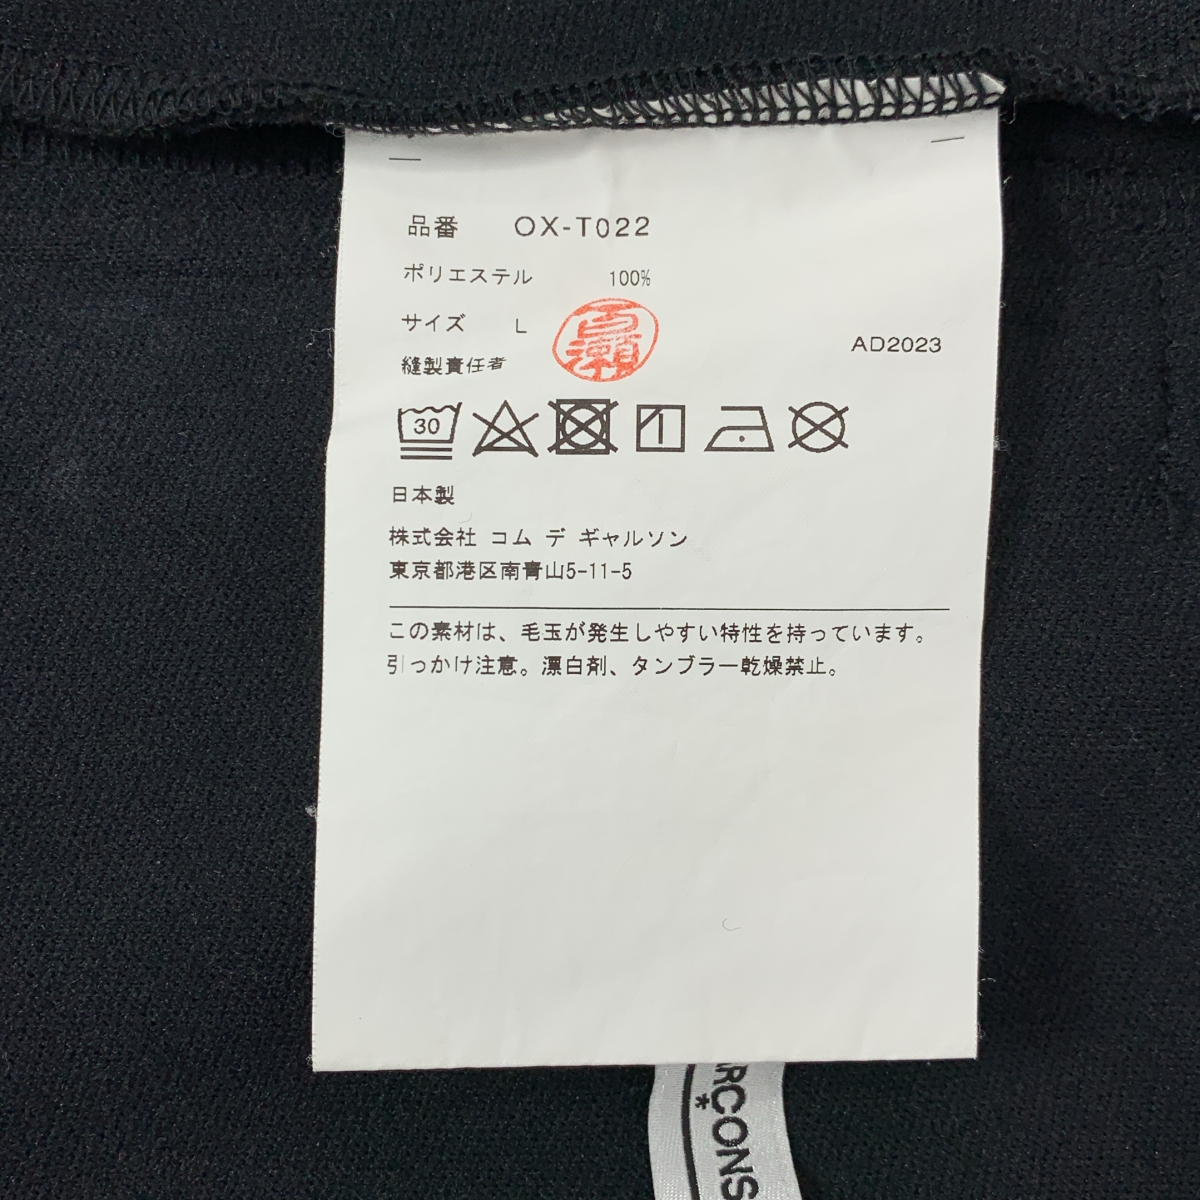 品番 OX-T022
ポリエステル 100%
サイズ L
百瀬
AD2023
縫製責任者
30
日本製
株式会社 コム デ ギャルソン
東京都港区南青山5-11-5
この素材は、毛玉が発生しやすい特性を持っています。
引っかけ注意。漂白剤、タンブラー乾燥禁止。
RCONS
*